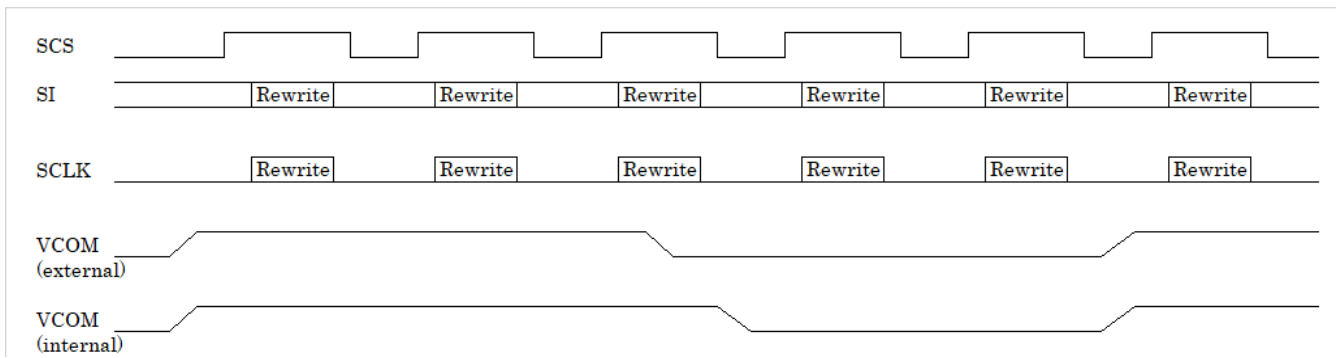 SCS
SI Rewrite Rewrite Rewrite Rewrite Rewrite Rewrite
SCLK Rewrite Rewrite Rewrite Rewrite Rewrite Rewrite
VCOM
(external)
VCOM
(internal)